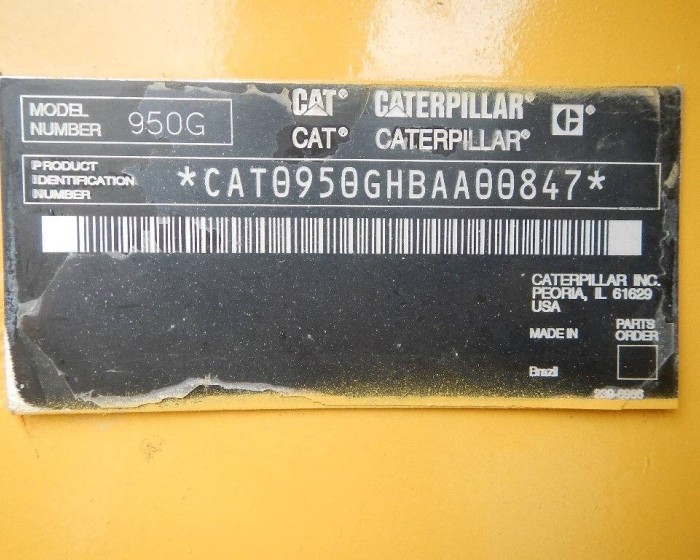 MODEL NUMBER 950G
CAT® CATERPILLAR® C®
CAT® CATERPILLAR®
PRODUCT
IDENTIFICATION
NUMBER
*CAT0950GHBAA00847*
CATERPILLAR INC.
PEORIA, IL 61629
USA
MADE IN
Brazil
PARTS
ORDER